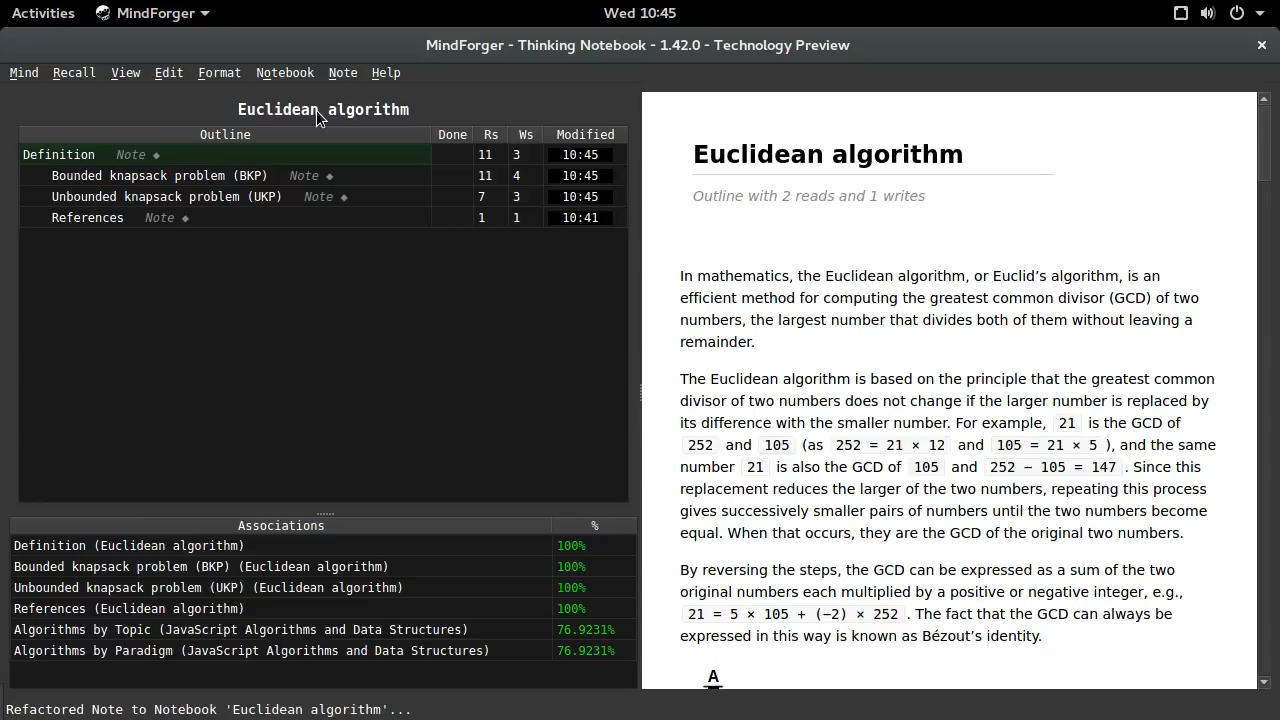 Activities MindForger Wed 10:45
MindForger - Thinking Notebook - 1.42.0 - Technology Preview ×
Mind Recall View Edit Format Notebook Note Help
Euclidean algorithm
Outline Done Rs Ws Modified
Definition Note ◆ 11 3 10:45
Bounded knapsack problem (BKP) Note ◆ 11 4 10:45
Unbounded knapsack problem (UKP) Note ◆ 7 3 10:45
References Note ◆ 1 1 10:41
Associations %
Definition (Euclidean algorithm) 100%
Bounded knapsack problem (BKP) (Euclidean algorithm) 100%
Unbounded knapsack problem (UKP) (Euclidean algorithm) 100%
References (Euclidean algorithm) 100%
Algorithms by Topic (JavaScript Algorithms and Data Structures) 76.9231%
Algorithms by Paradigm (JavaScript Algorithms and Data Structures) 76.9231%
Euclidean algorithm
Outline with 2 reads and 1 writes
In mathematics, the Euclidean algorithm, or Euclid’s algorithm, is an
efficient method for computing the greatest common divisor (GCD) of two
numbers, the largest number that divides both of them without leaving a
remainder.
The Euclidean algorithm is based on the principle that the greatest common
divisor of two numbers does not change if the larger number is replaced by
its difference with the smaller number. For example, 21 is the GCD of
252 and 105 (as 252 = 21 × 12 and 105 = 21 × 5 ), and the same
number 21 is also the GCD of 105 and 252 − 105 = 147 . Since this
replacement reduces the larger of the two numbers, repeating this process
gives successively smaller pairs of numbers until the two numbers become
equal. When that occurs, they are the GCD of the original two numbers.
By reversing the steps, the GCD can be expressed as a sum of the two
original numbers each multiplied by a positive or negative integer, e.g.,
21 = 5 × 105 + (−2) × 252 . The fact that the GCD can always be
expressed in this way is known as Bézout’s identity.
A
Refactored Note to Notebook 'Euclidean algorithm'...